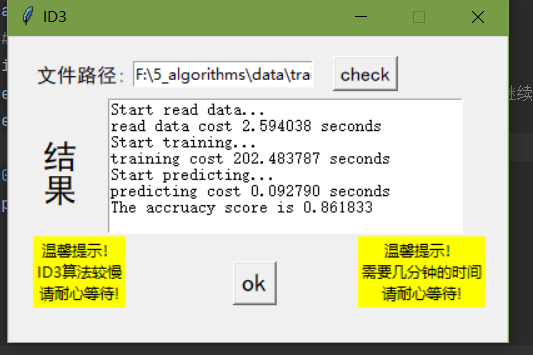 ID3
文件路径:
F:\5_algorithms\data\trai
check
Start read data...
read data cost 2.594038 seconds
Start training...
training cost 202.483787 seconds
Start predicting...
predicting cost 0.092790 seconds
The accruacy score is 0.861833
结
果
温馨提示!
ID3算法较慢
请耐心等待!
ok
温馨提示!
需要几分钟的时间
请耐心等待!
继续